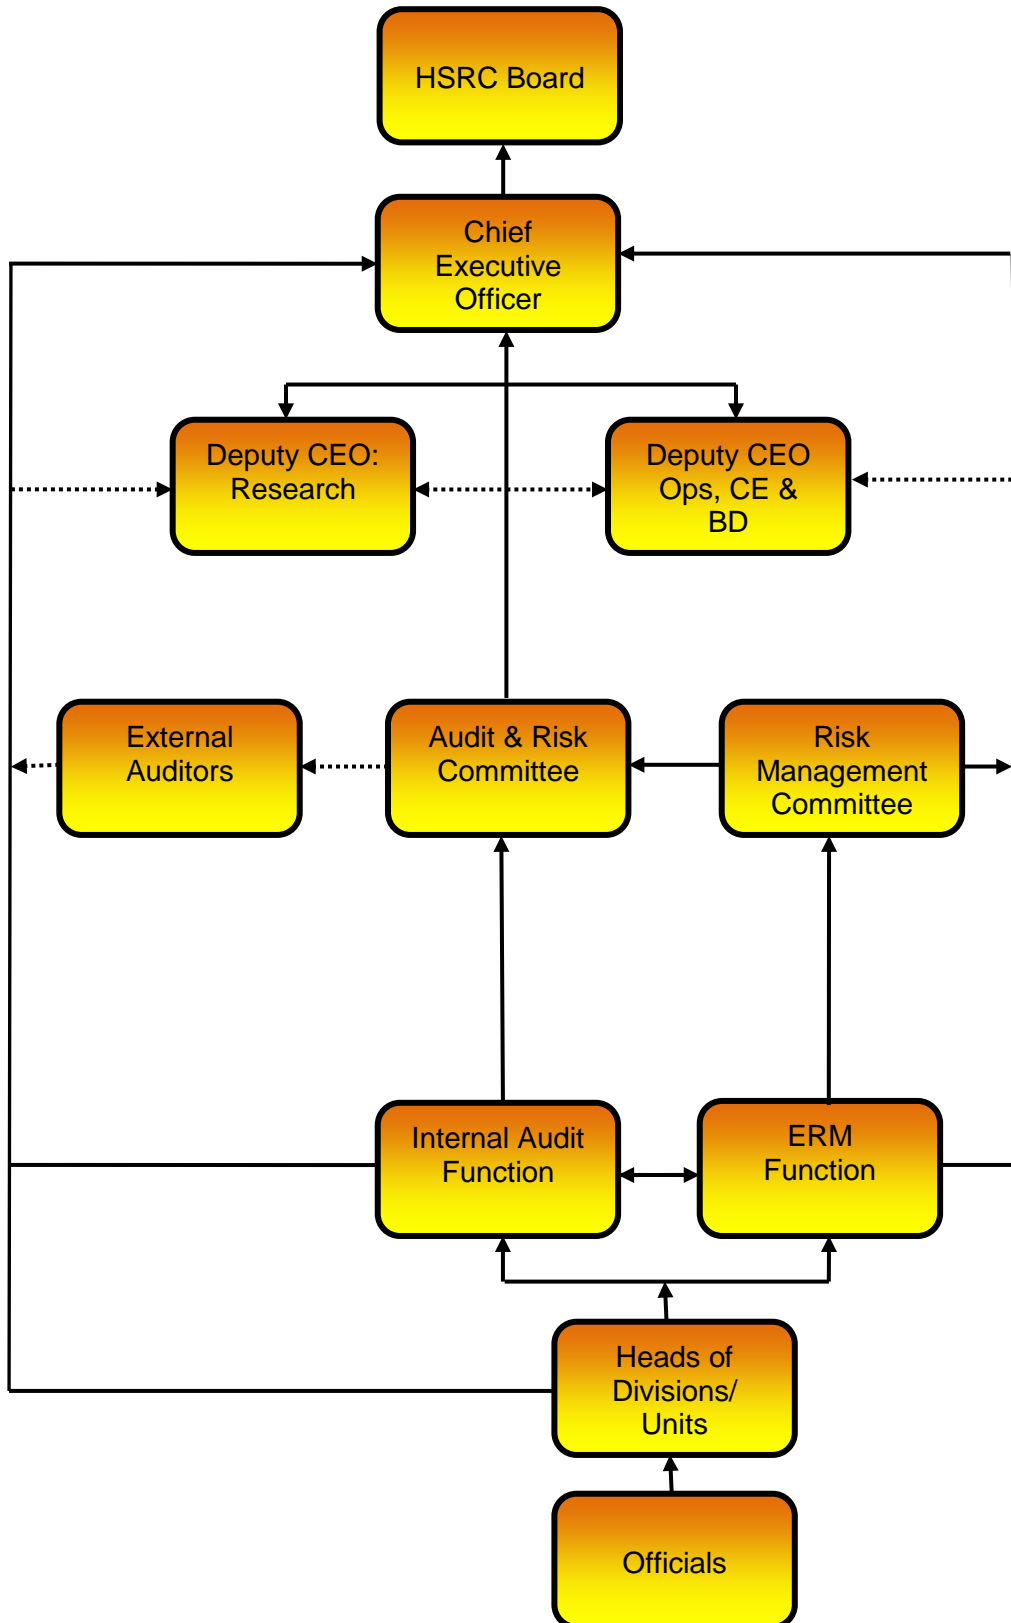 HSRC Board
Chief
Executive
Officer
Deputy CEO:
Research
Deputy CEO
Ops, CE &
BD
External
Auditors
Audit & Risk
Committee
Risk
Management
Committee
Internal Audit
Function
ERM
Function
Heads of
Divisions/
Units
Officials